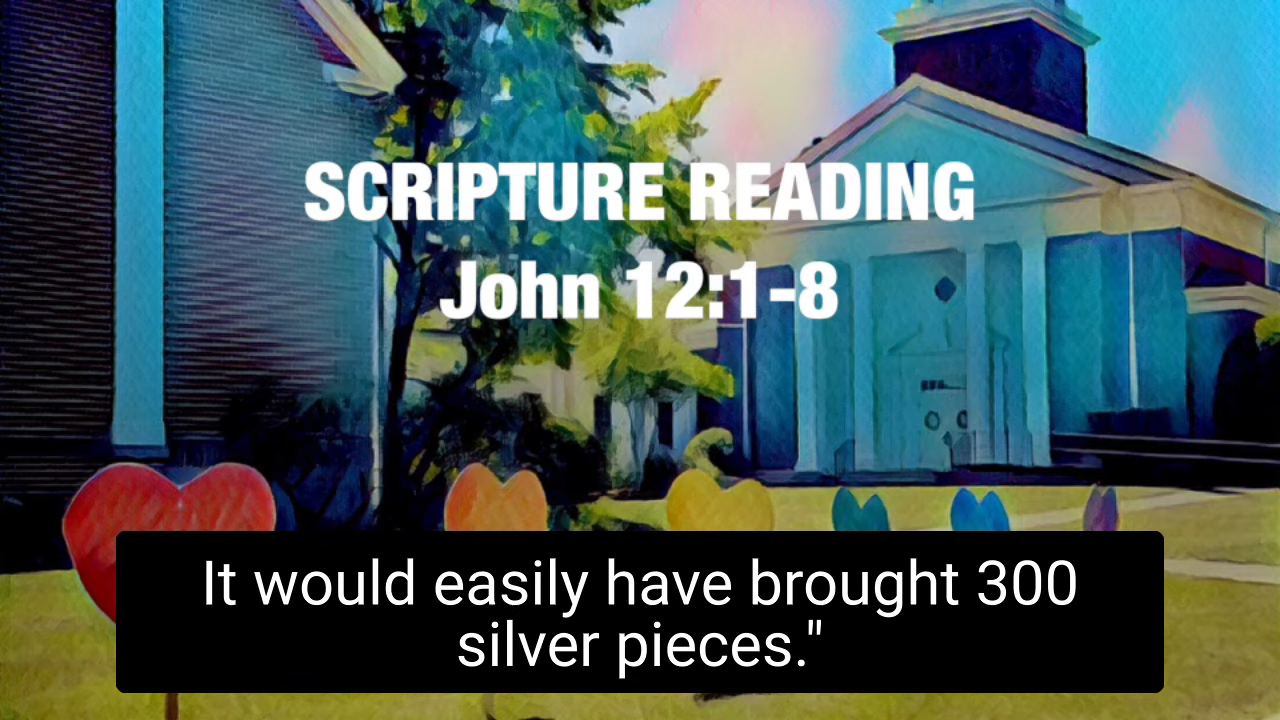 SCRIPTURE READING
John 12:1-8
It would easily have brought 300
silver pieces."